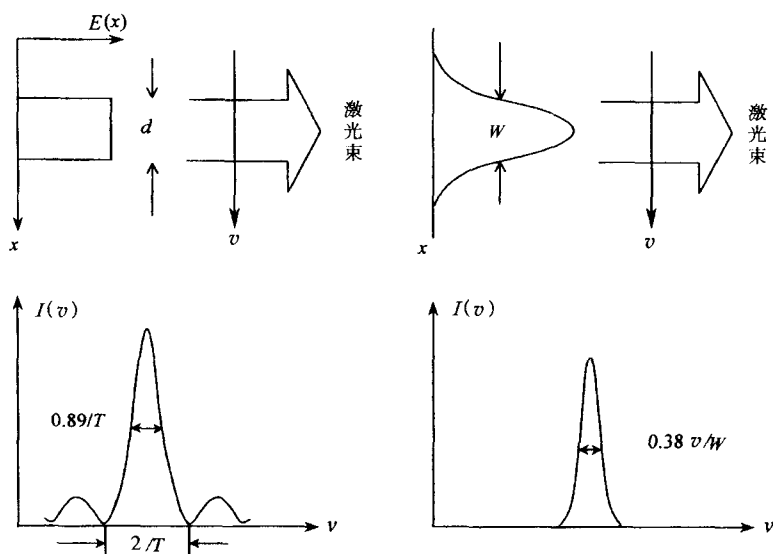 E(x)
d
激光束
x
v
W
激光束
x
v
I(v)
0.89/T
2/T
ν
I(v)
0.38 v/W
ν